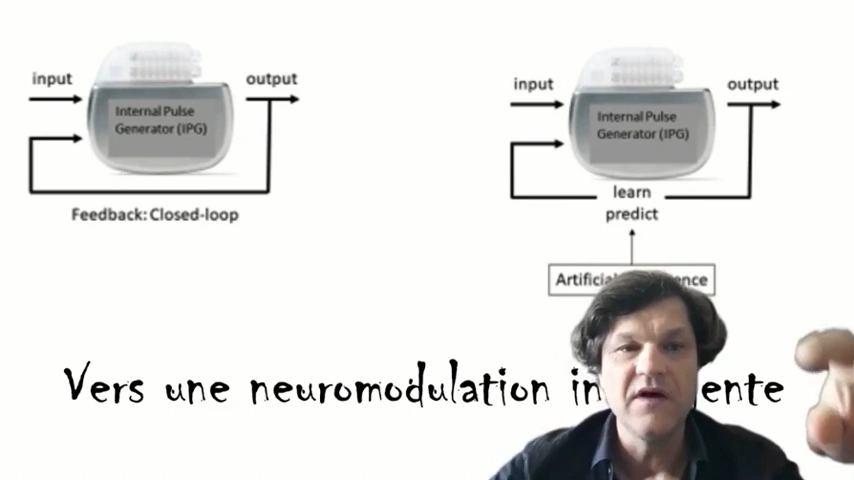 input
output
Internal Pulse
Generator (IPG)
Feedback: Closed-loop
input
output
Internal Pulse
Generator (IPG)
learn
predict
Vers une neuromodulation